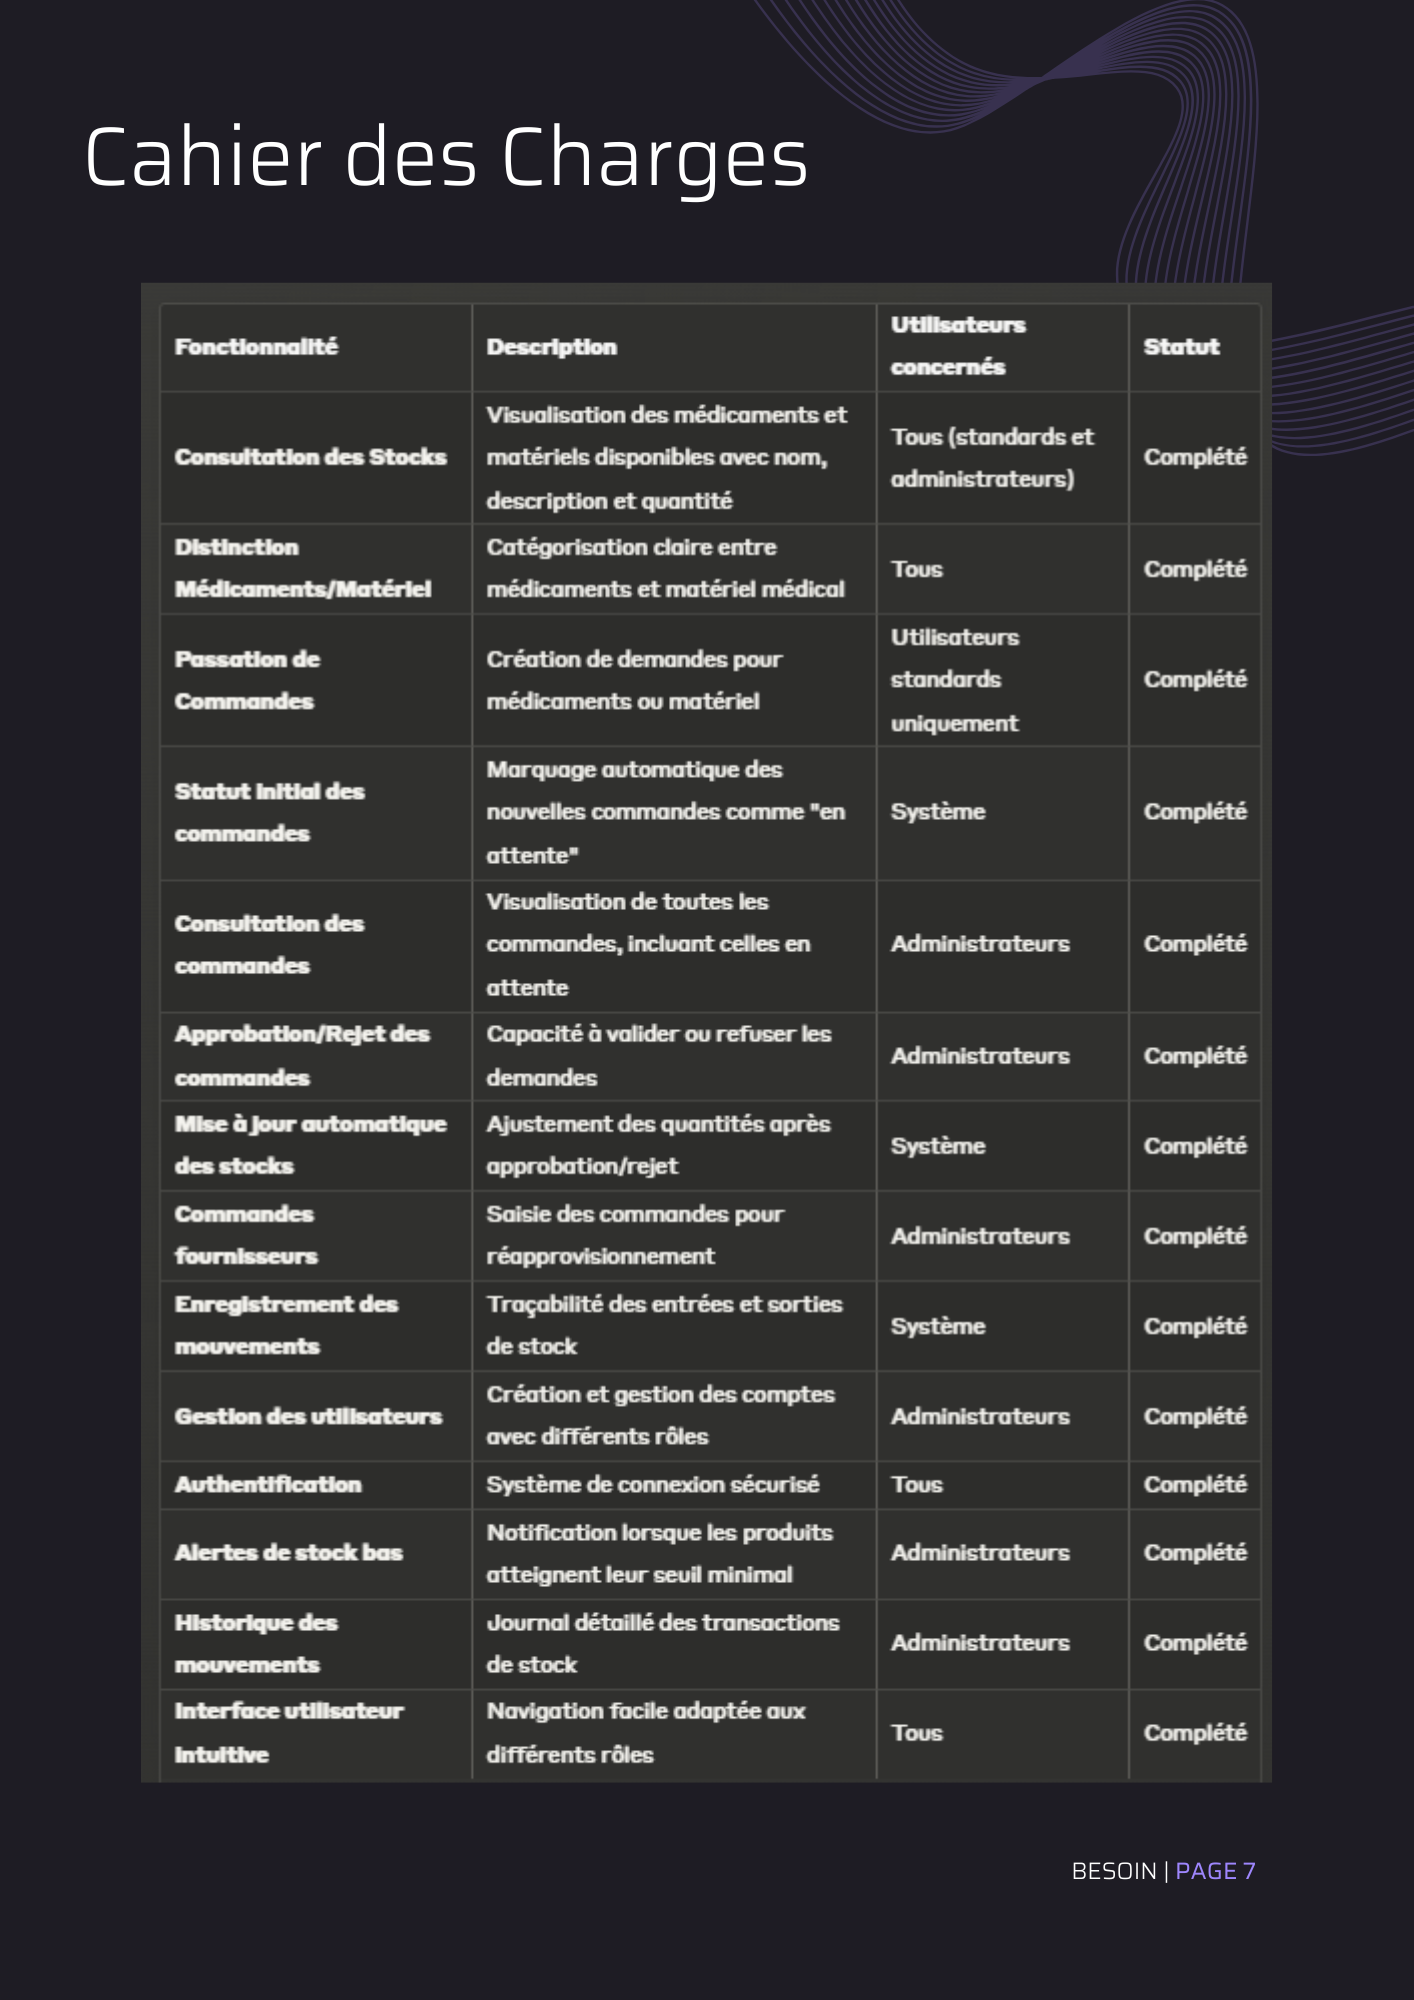 Cahier des Charges
Fonctionnalité Description Utilisateurs concernés Statut
Consultation des Stocks
Visualisation des médicaments et
matériels disponibles avec nom,
description et quantité
Tous (standards et
administrateurs)
Complété
Distinction
Médicaments/Matériel
Catégorisation claire entre
médicaments et matériel médical
Tous
Complété
Passation de
Commandes
Création de demandes pour
médicaments ou matériel
Utilisateurs
standards
uniquement
Complété
Statut initial des
commandes
Marquage automatique des
nouvelles commandes comme "en
attente"
Système
Complété
Consultation des
commandes
Visualisation de toutes les
commandes, incluant celles en
attente
Administrateurs
Complété
Approbation/Rejet des
commandes
Capacité à valider ou refuser les
demandes
Administrateurs
Complété
Mise à jour automatique
des stocks
Ajustement des quantités après
approbation/rejet
Système
Complété
Commandes
fournisseurs
Saisie des commandes pour
réapprovisionnement
Administrateurs
Complété
Enregistrement des
mouvements
Traçabilité des entrées et sorties
de stock
Système
Complété
Gestion des utilisateurs
Création et gestion des comptes
avec différents rôles
Administrateurs
Complété
Authentification
Système de connexion sécurisé
Tous
Complété
Alertes de stock bas
Notification lorsque les produits
atteignent leur seuil minimal
Administrateurs
Complété
Historique des
mouvements
Journal détaillé des transactions
de stock
Administrateurs
Complété
Interface utilisateur
intuitive
Navigation facile adaptée aux
différents rôles
Tous
Complété
BESOIN | PAGE 7